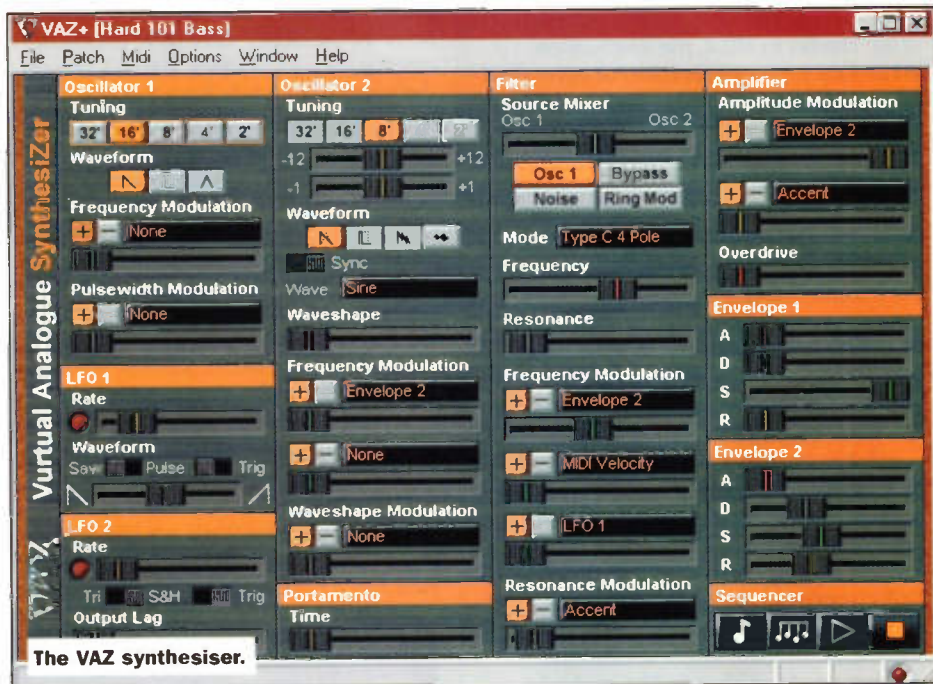 VAZ+ [Hard 101 Bass]
File Patch Midi Options Window Help
Virtual Analogue SynthesiZer
Oscillator 1
Tuning
32' 16' 8' 4' 2'
Waveform
Frequency Modulation
+ - None
Pulsewidth Modulation
+ None
LFO 1
Rate
Waveform
Saw Pulse Trig
LFO 2
Rate
Tri S&H Trig
Output Lag
Oscillator 2
Tuning
32' 16' 8'
-12 +12
-1 +1
Waveform
Sync
Wave Sine
Waveshape
Frequency Modulation
+ Envelope 2
+ - None
Waveshape Modulation
+ - None
Portamento
Time
Filter
Source Mixer
Osc 1 Osc 2
Osc 1 Bypass
Noise Ring Mod
Mode Type C 4 Pole
Frequency
Resonance
Frequency Modulation
+ - Envelope 2
+ - MIDI Velocity
+ LFO 1
Resonance Modulation
+ - Accent
Amplifier
Amplitude Modulation
+ Envelope 2
+ - Accent
Overdrive
Envelope 1
A
D
S
R
Envelope 2
A
D
S
R
Sequencer
The VAZ synthesiser.